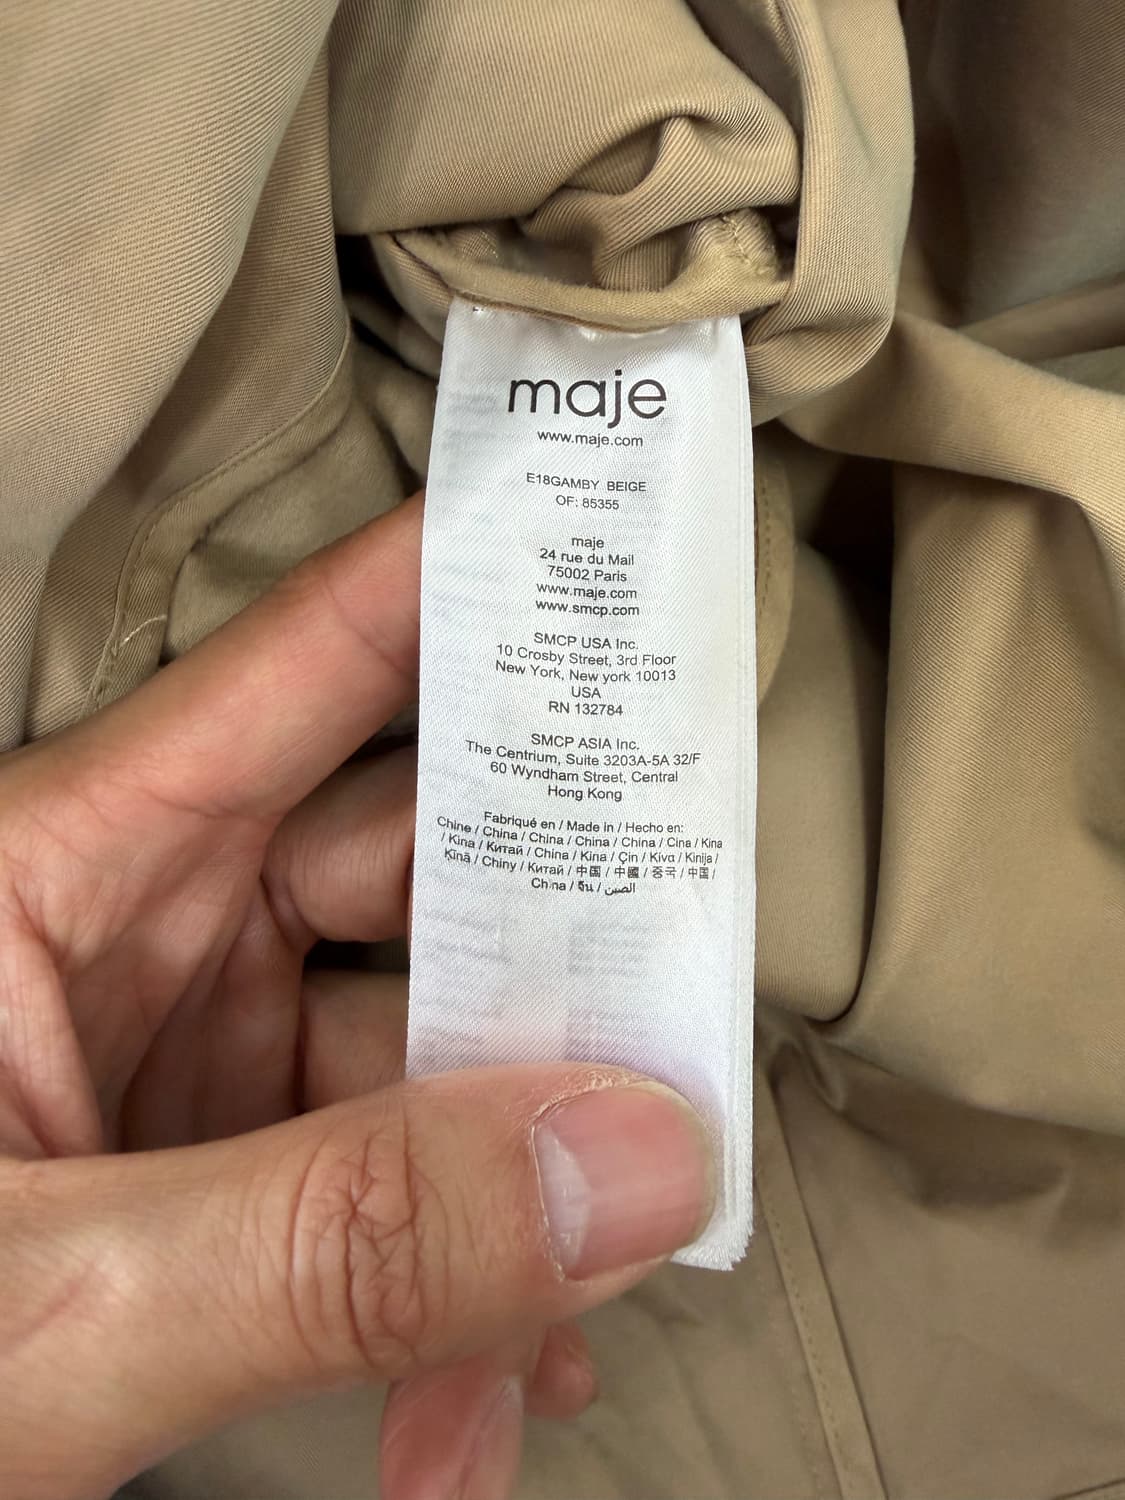 maje
www.maje.com
E18GAMBY BEIGE
OF: 85355
maje
24 rue du Mail
75002 Paris
www.maje.com
www.smcp.com
SMCP USA Inc.
10 Crosby Street, 3rd Floor
New York, New york 10013
USA
RN 132784
SMCP ASIA Inc.
The Centrium, Suite 3203A-5A 32/F
60 Wyndham Street, Central
Hong Kong
Fabriqué en / Made in / Hecho en:
Chine / China / China / China / China / Cina / Kina
/ Kina / Китай / China / Kina / Çin / Kίνα / Kinija /
Ķīnā / Chiny / Китай / 中国 / 中國 / 중국 / 中国 /
China / จีน / الصين